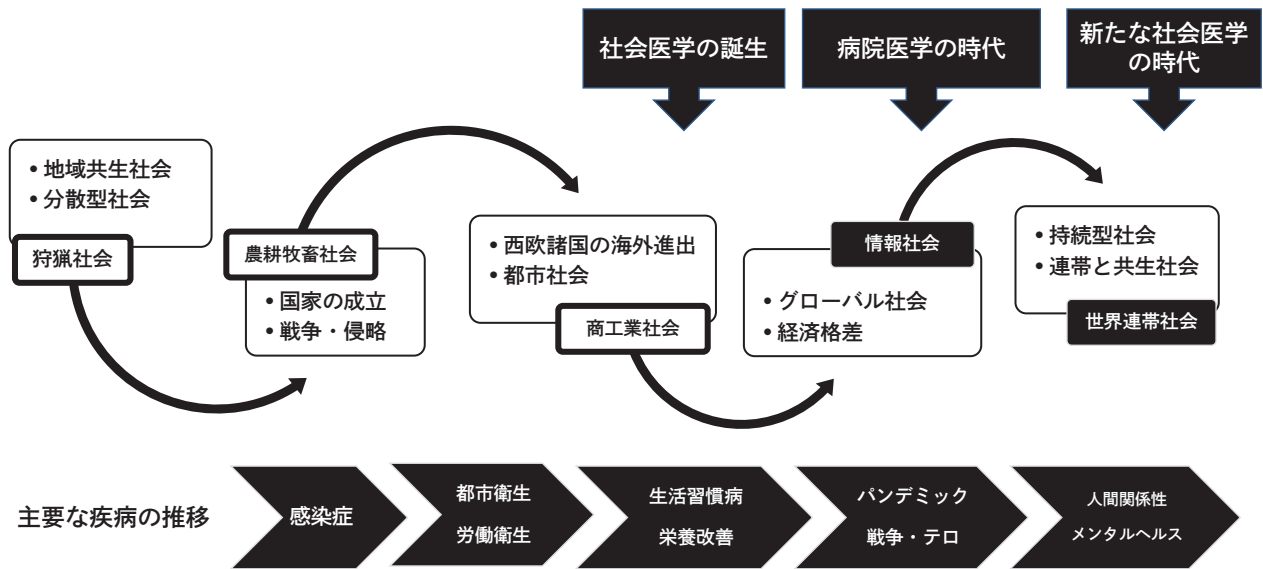 社会医学の誕生
病院医学の時代
新たな社会医学
の時代
• 地域共生社会
• 分散型社会
狩猟社会
農耕牧畜社会
• 国家の成立
• 戦争・侵略
• 西欧諸国の海外進出
• 都市社会
商工業社会
情報社会
• グローバル社会
• 経済格差
• 持続型社会
• 連帯と共生社会
世界連帯社会
主要な疾病の推移
感染症
都市衛生
労働衛生
生活習慣病
栄養改善
パンデミック
戦争・テロ
人間関係性
メンタルヘルス